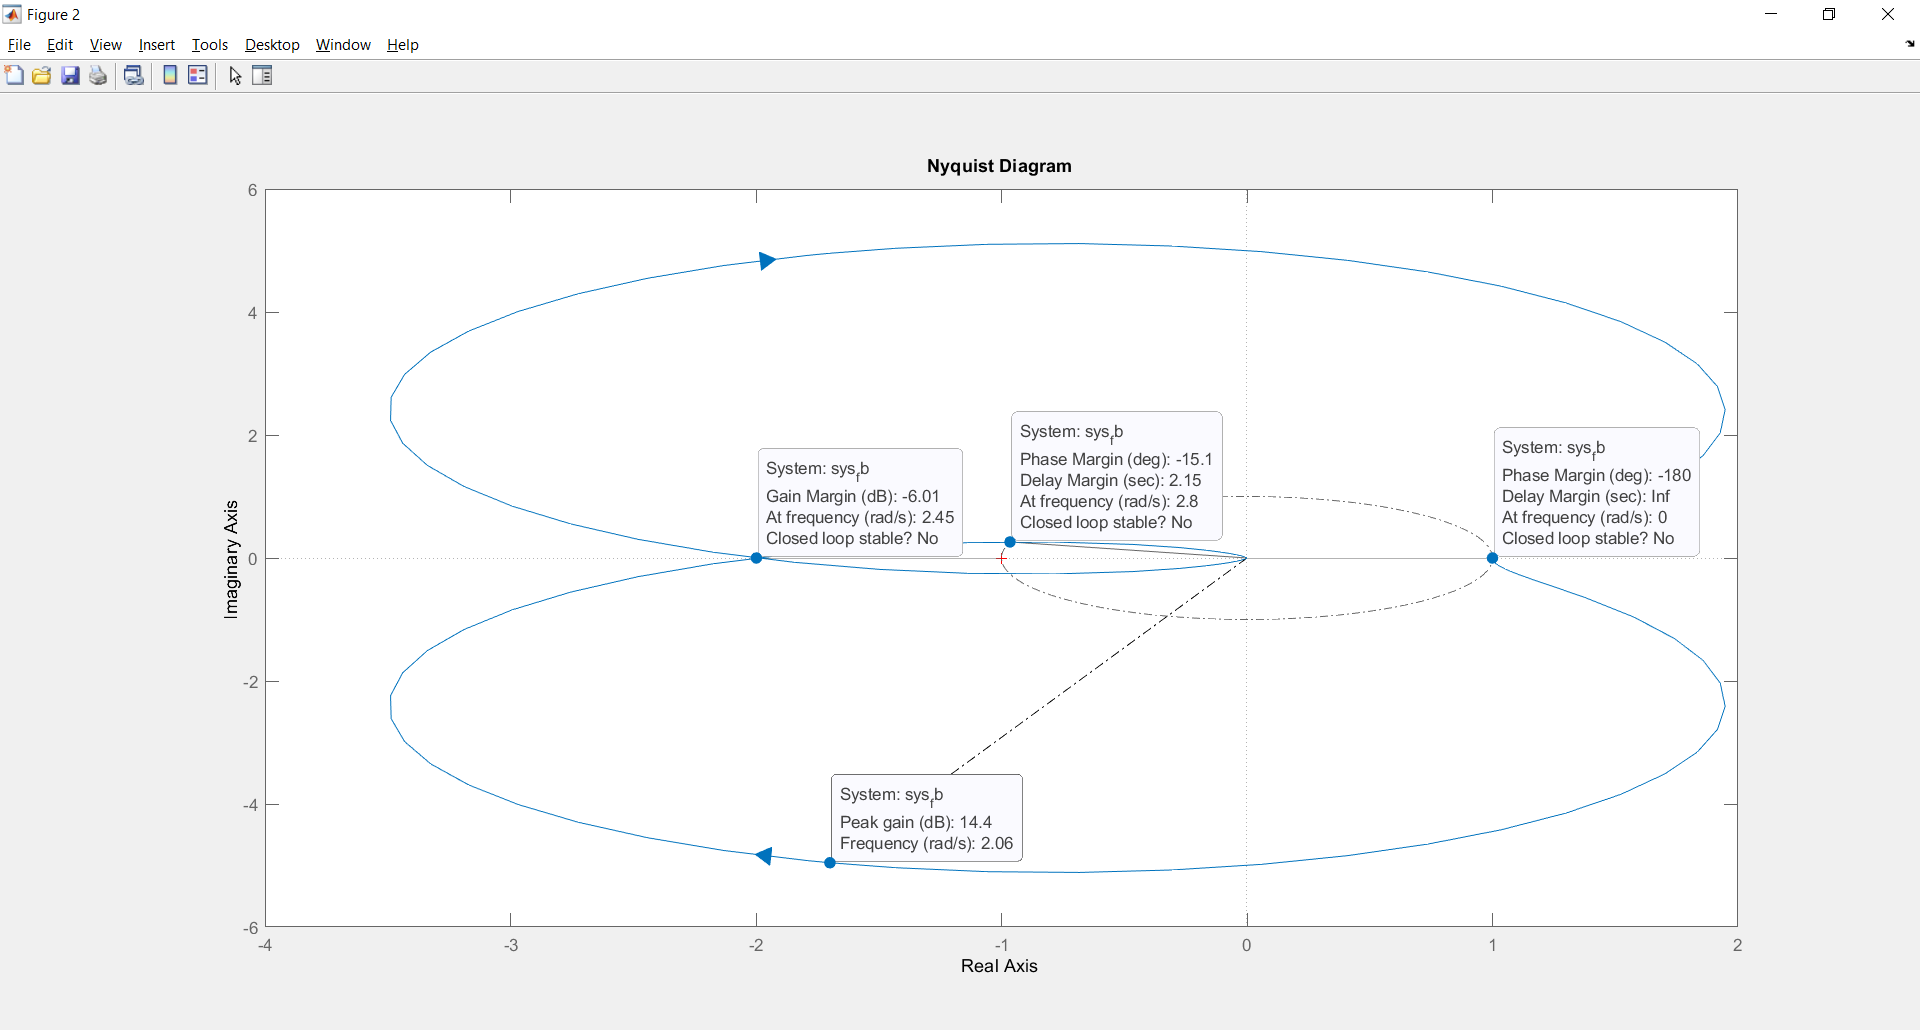 Figure 2
File Edit View Insert Tools Desktop Window Help
Nyquist Diagram
6
4
2
0
-2
-4
-6
Imaginary Axis
System: sysfb
Gain Margin (dB): -6.01
At frequency (rad/s): 2.45
Closed loop stable? No
System: sysfb
Phase Margin (deg): -15.1
Delay Margin (sec): 2.15
At frequency (rad/s): 2.8
Closed loop stable? No
System: sysfb
Phase Margin (deg): -180
Delay Margin (sec): Inf
At frequency (rad/s): 0
Closed loop stable? No
System: sysfb
Peak gain (dB): 14.4
Frequency (rad/s): 2.06
-4 -3 -2 -1 0 1 2
Real Axis